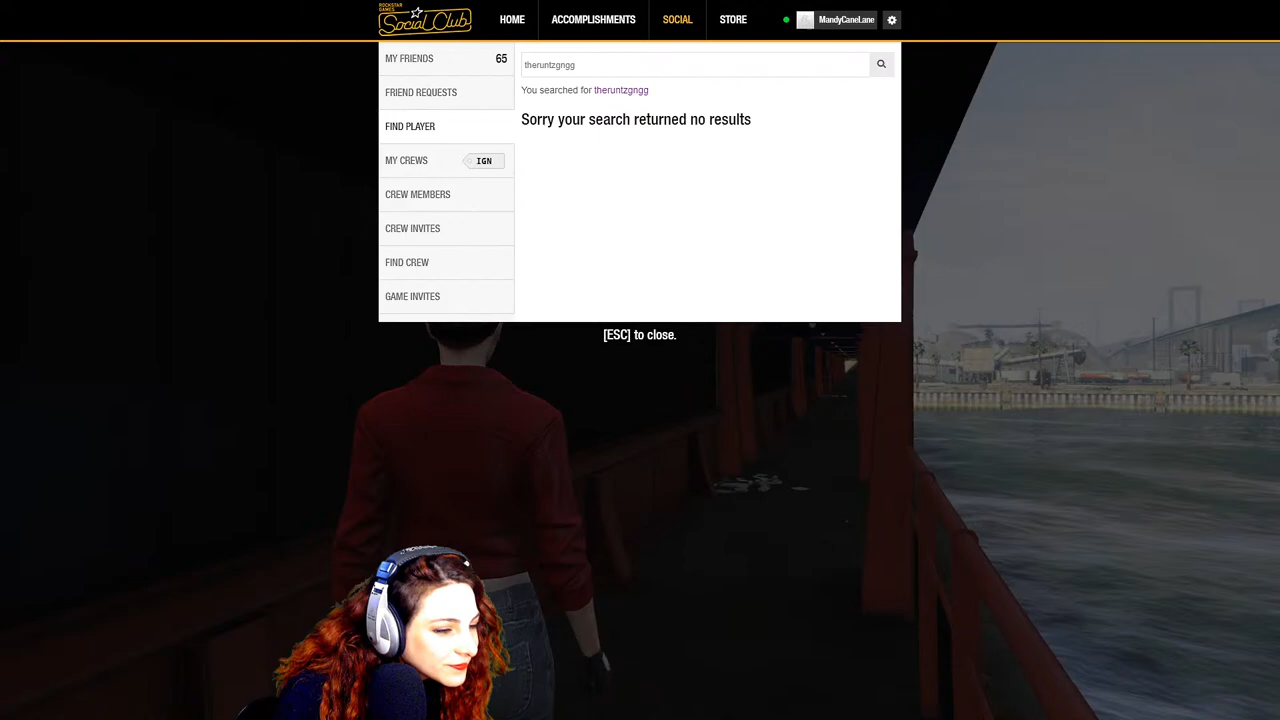 ROCKSTAR
GAMES
Social Club
HOME
ACCOMPLISHMENTS
SOCIAL
STORE
MandyCaneLane
MY FRIENDS 65
FRIEND REQUESTS
FIND PLAYER
MY CREWS IGN
CREW MEMBERS
CREW INVITES
FIND CREW
GAME INVITES
theruntzgngg
You searched for theruntzgngg
Sorry your search returned no results
[ESC] to close.